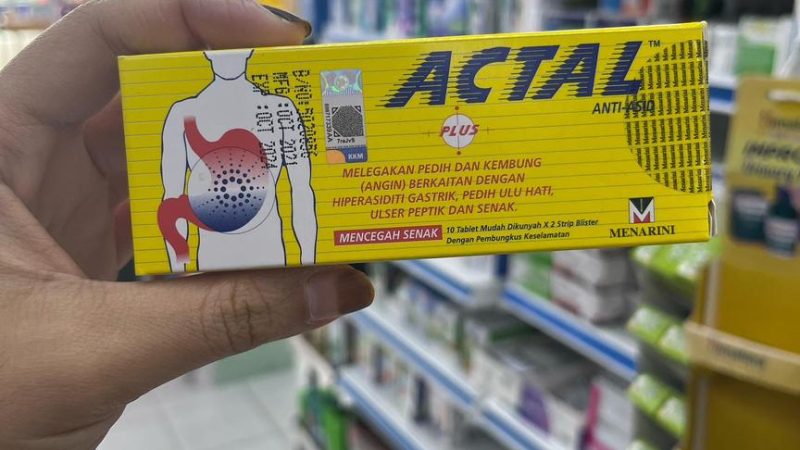 ACTAL™
ANTI-ASID
PLUS
MELEGAKAN PEDIH DAN KEMBUNG
(ANGIN) BERKAITAN DENGAN
HIPERASIDITI GASTRIK, PEDIH ULU HATI,
ULSER PEPTIK DAN SENAK.
MENCEGAH SENAK
10 Tablet Mudah Dikunyah X 2 Strip Blister
Dengan Pembungkus Keselamatan
MENARINI
KKM
MFG :OCT 2021
EXP :OCT 2024